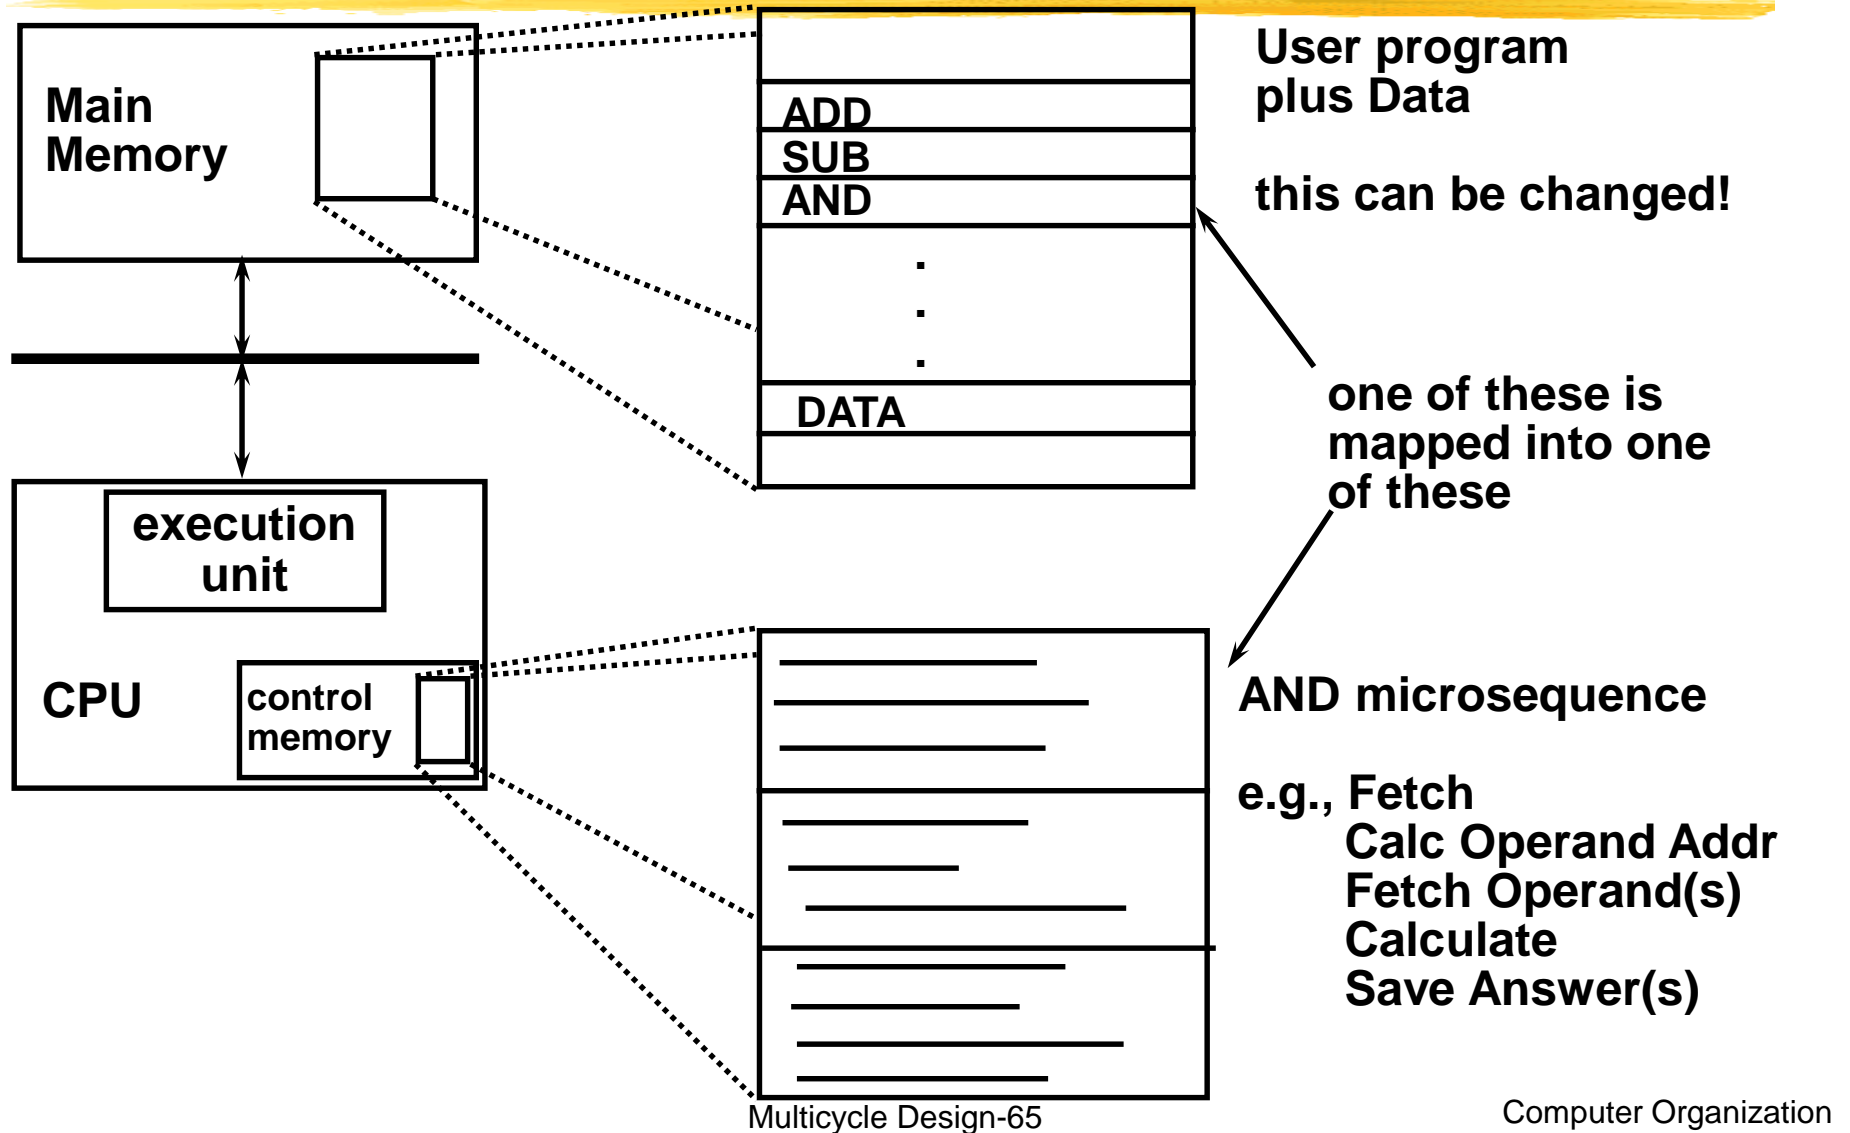 Main
Memory
ADD
SUB
AND
.
.
.
DATA
User program
plus Data
this can be changed!
one of these is
mapped into one
of these
execution
unit
CPU
control
memory
AND microsequence
e.g., Fetch
Calc Operand Addr
Fetch Operand(s)
Calculate
Save Answer(s)
Multicycle Design-65
Computer Organization